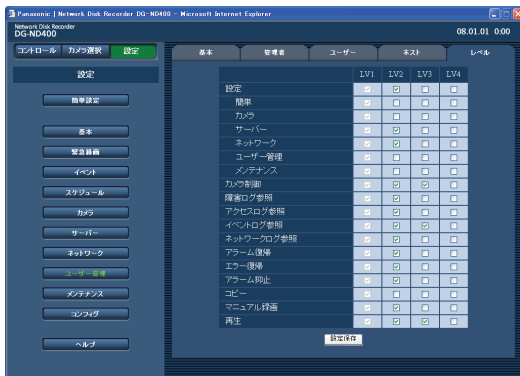 Panasonic | Network Disk Recorder DG-ND400 - Microsoft Internet Explorer
Network Disk Recorder
DG-ND400
08.01.01 0:00
コントロール カメラ選択 設定
基本 管理者 ユーザー ホスト レベル
設定
簡単設定
基本
緊急録画
イベント
スケジュール
カメラ
サーバー
ネットワーク
ユーザー管理
メンテナンス
コンフィグ
ヘルプ
LV1 LV2 LV3 LV4
設定
簡単
カメラ
サーバー
ネットワーク
ユーザー管理
メンテナンス
カメラ制御
障害ログ参照
アクセスログ参照
イベントログ参照
ネットワークログ参照
アラーム復帰
エラー復帰
アラーム抑止
コピー
マニュアル録画
再生
設定保存